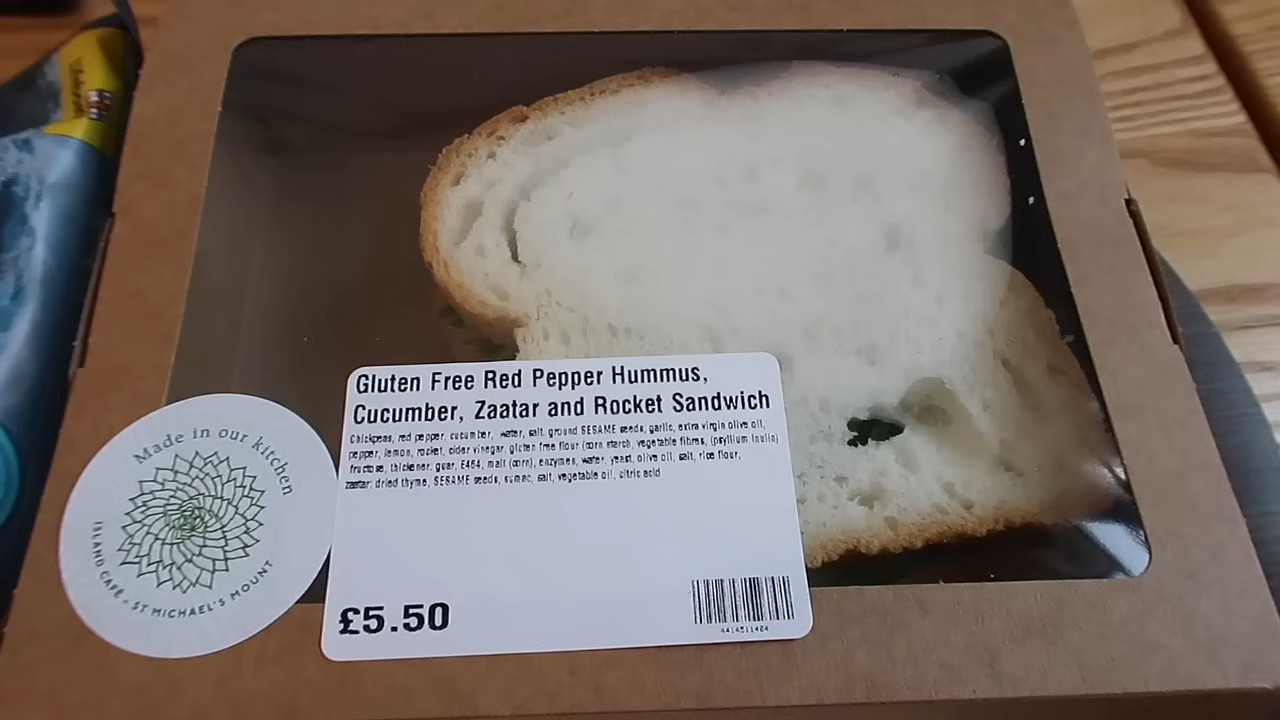 Gluten Free Red Pepper Hummus,
Cucumber, Zaatar and Rocket Sandwich
Chickpeas, red pepper, cucumber, water, salt, ground SESAME seeds, garlic, extra virgin olive oil,
pepper, lemon, rocket, cider vinegar, gluten free flour (corn starch, vegetable fibres, (psyllium Inulin)
fructose, thickener: guar, E464, malt (corn), enzymes, water, yeast, olive oil, salt, rice flour,
zaatar: dried thyme, SESAME seeds, sumac, salt, vegetable oil, citric acid
£5.50
4414511404
Made in our kitchen
ISLAND CAFÉ - ST MICHAEL'S MOUNT